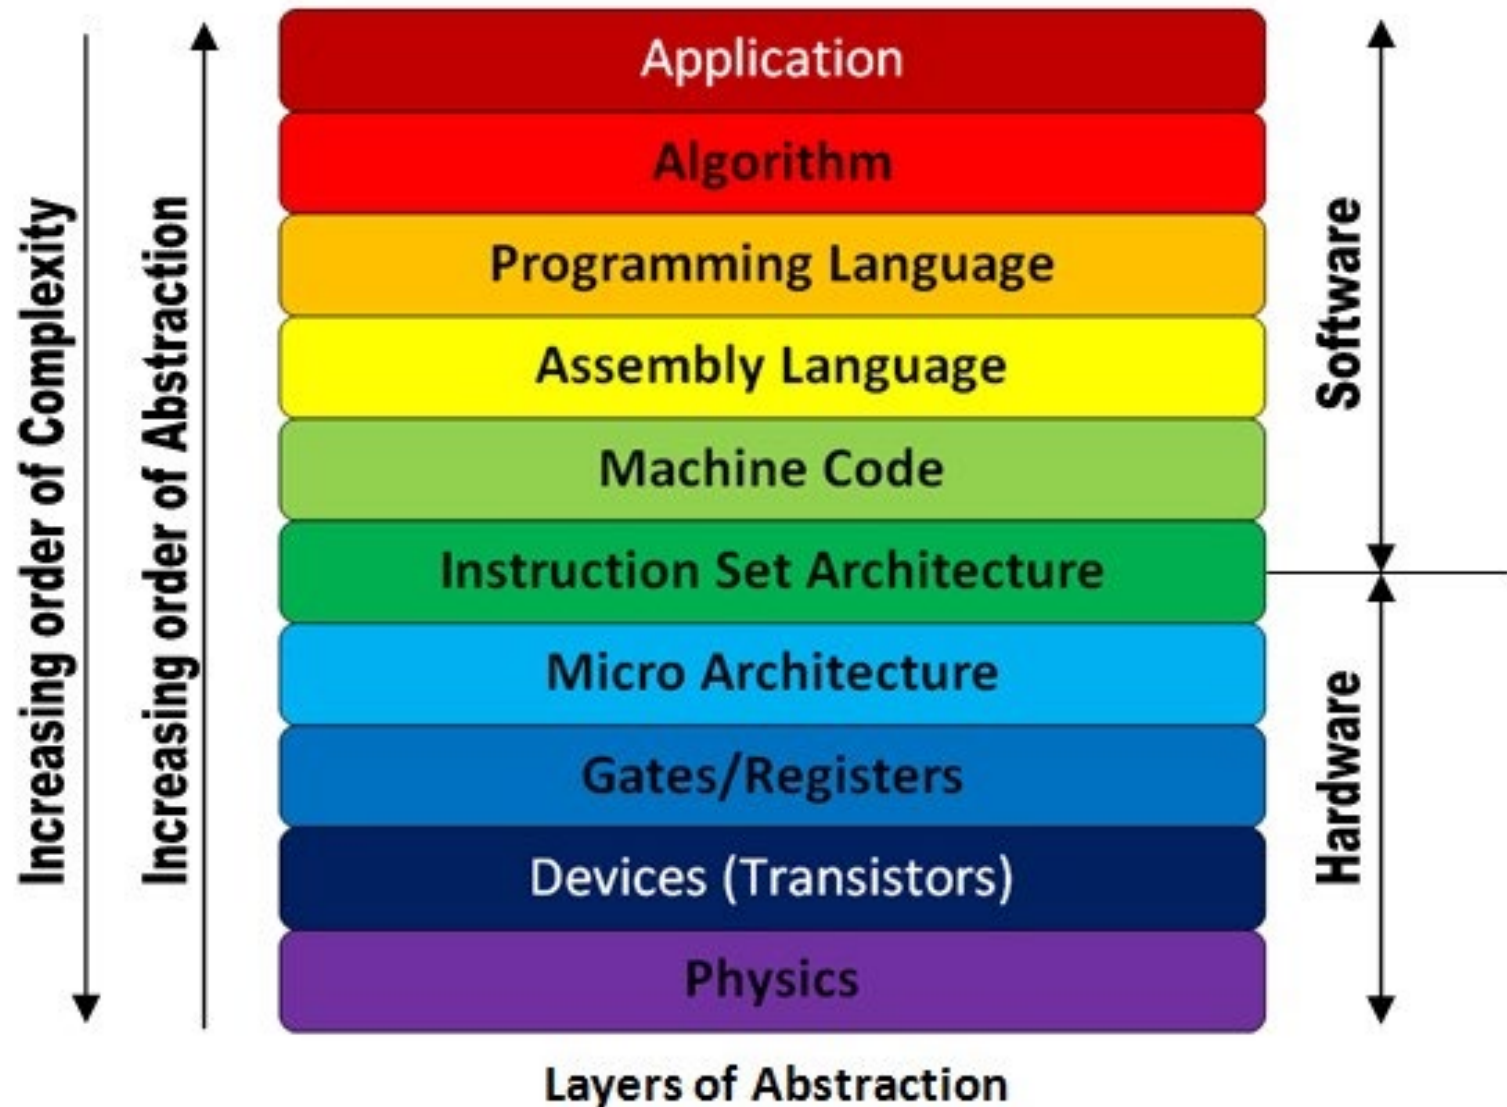 Increasing order of Complexity
Increasing order of Abstraction
Application
Algorithm
Programming Language
Assembly Language
Machine Code
Instruction Set Architecture
Micro Architecture
Gates/Registers
Devices (Transistors)
Physics
Software
Hardware
Layers of Abstraction